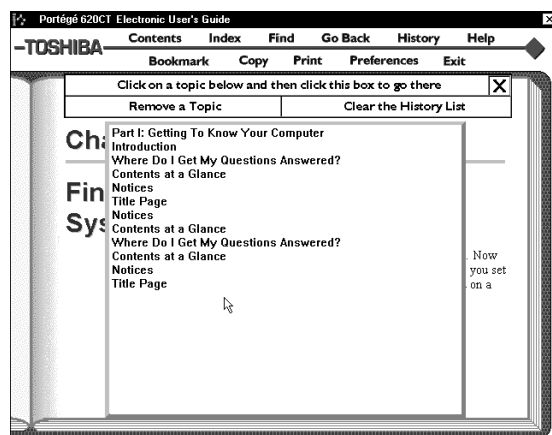 Portégé 620CT Electronic User's Guide
TOSHIBA
Contents Index Find Go Back History Help
Bookmark Copy Print Preferences Exit
Click on a topic below and then click this box to go there
X
Remove a Topic Clear the History List
Part I: Getting To Know Your Computer
Introduction
Where Do I Get My Questions Answered?
Contents at a Glance
Notices
Title Page
Notices
Contents at a Glance
Where Do I Get My Questions Answered?
Contents at a Glance
Notices
Title Page
Cha
Fin
Sys
. Now
you set
on a